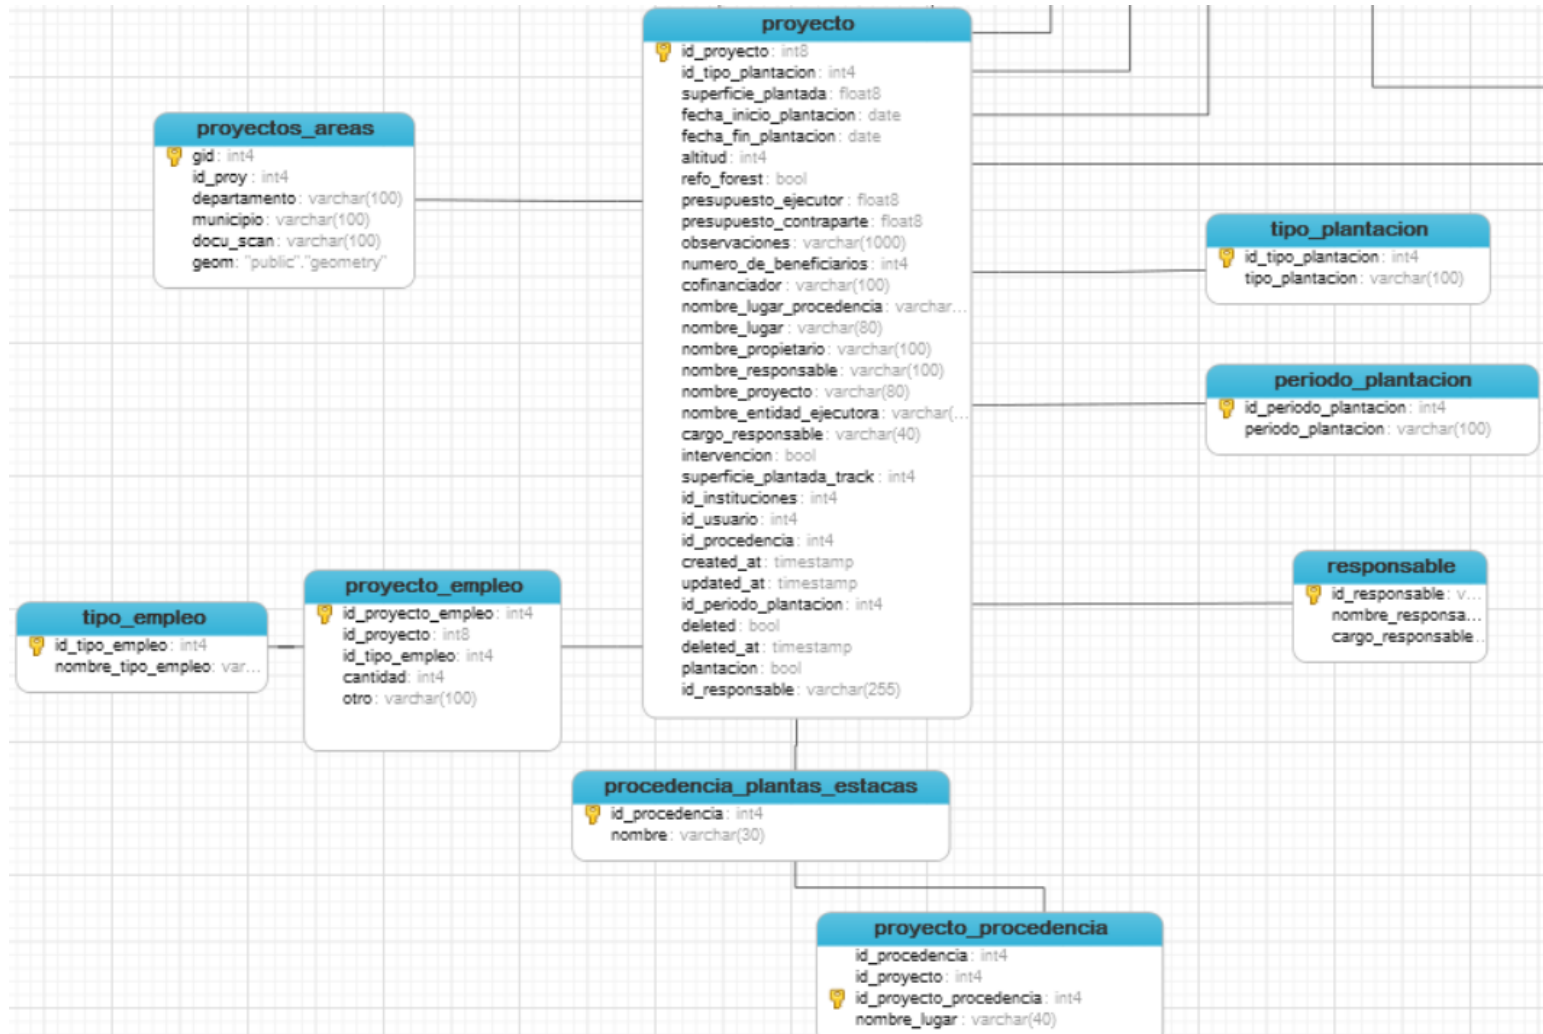 proyecto
id_proyecto: int8
id_tipo_plantacion: int4
superficie_plantada: float8
fecha_inicio_plantacion: date
fecha_fin_plantacion: date
altitud: int4
refo_forest: bool
presupuesto_ejecutor: float8
presupuesto_contraparte: float8
observaciones: varchar(1000)
numero_de_beneficiarios: int4
cofinanciador: varchar(100)
nombre_lugar_procedencia: varchar...
nombre_lugar: varchar(80)
nombre_propietario: varchar(100)
nombre_responsable: varchar(100)
nombre_proyecto: varchar(80)
nombre_entidad_ejecutora: varchar(...
cargo_responsable: varchar(40)
intervencion: bool
superficie_plantada_track: int4
id_instituciones: int4
id_usuario: int4
id_procedencia: int4
created_at: timestamp
updated_at: timestamp
id_periodo_plantacion: int4
deleted: bool
deleted_at: timestamp
plantacion: bool
id_responsable: varchar(255)
proyectos_areas
gid: int4
id_proy: int4
departamento: varchar(100)
municipio: varchar(100)
docu_scan: varchar(100)
geom: "public"."geometry"
tipo_plantacion
id_tipo_plantacion: int4
tipo_plantacion: varchar(100)
periodo_plantacion
id_periodo_plantacion: int4
periodo_plantacion: varchar(100)
responsable
id_responsable: v...
nombre_responsa...
cargo_responsable...
tipo_empleo
id_tipo_empleo: int4
nombre_tipo_empleo: var...
proyecto_empleo
id_proyecto_empleo: int4
id_proyecto: int8
id_tipo_empleo: int4
cantidad: int4
otro: varchar(100)
procedencia_plantas_estacas
id_procedencia: int4
nombre: varchar(30)
proyecto_procedencia
id_procedencia: int4
id_proyecto: int4
id_proyecto_procedencia: int4
nombre_lugar: varchar(40)